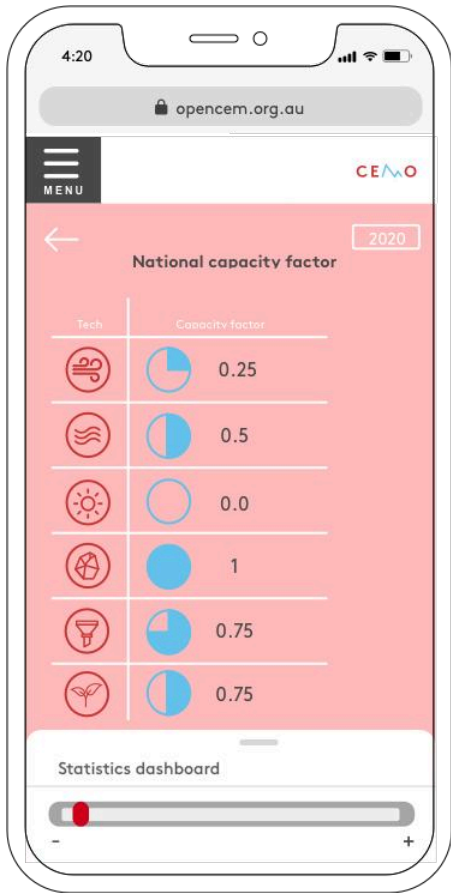 4:20
opencem.org.au
MENU
CEMO
2020
National capacity factor
Tech Capacity factor
0.25
0.5
0.0
1
0.75
0.75
Statistics dashboard
- +